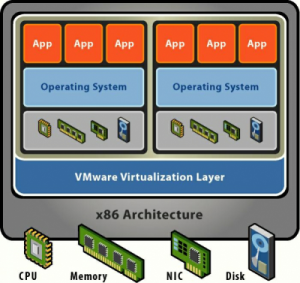 App App App App App App
Operating System Operating System
VMware Virtualization Layer
x86 Architecture
CPU Memory NIC Disk